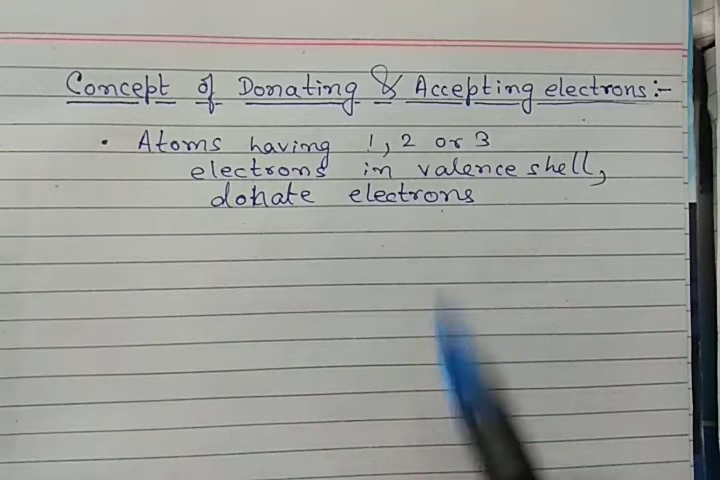 Concept of Donating & Accepting electrons:-
• Atoms having 1, 2 or 3
electrons in valence shell,
donate electrons